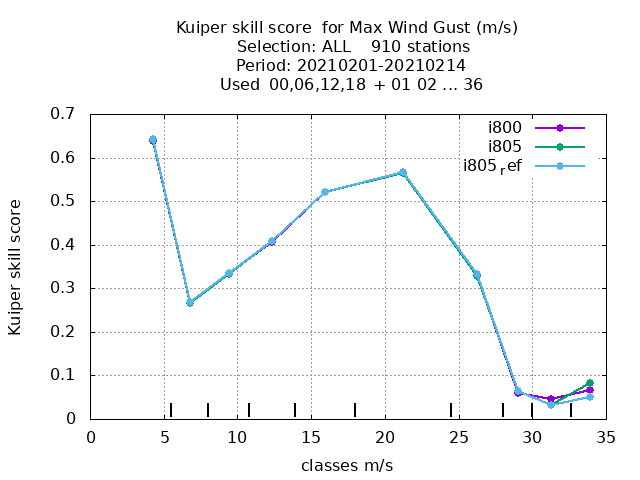 Kuiper skill score  for Max Wind Gust (m/s)
Selection: ALL    910 stations
Period: 20210201-20210214
Used  00,06,12,18  + 01 02 ... 36
0.7
i800
i805
i805ref
0.6
0.5
0.4
0.3
0.2
0.1
0
Kuiper skill score
0 5 10 15 20 25 30 35
classes m/s